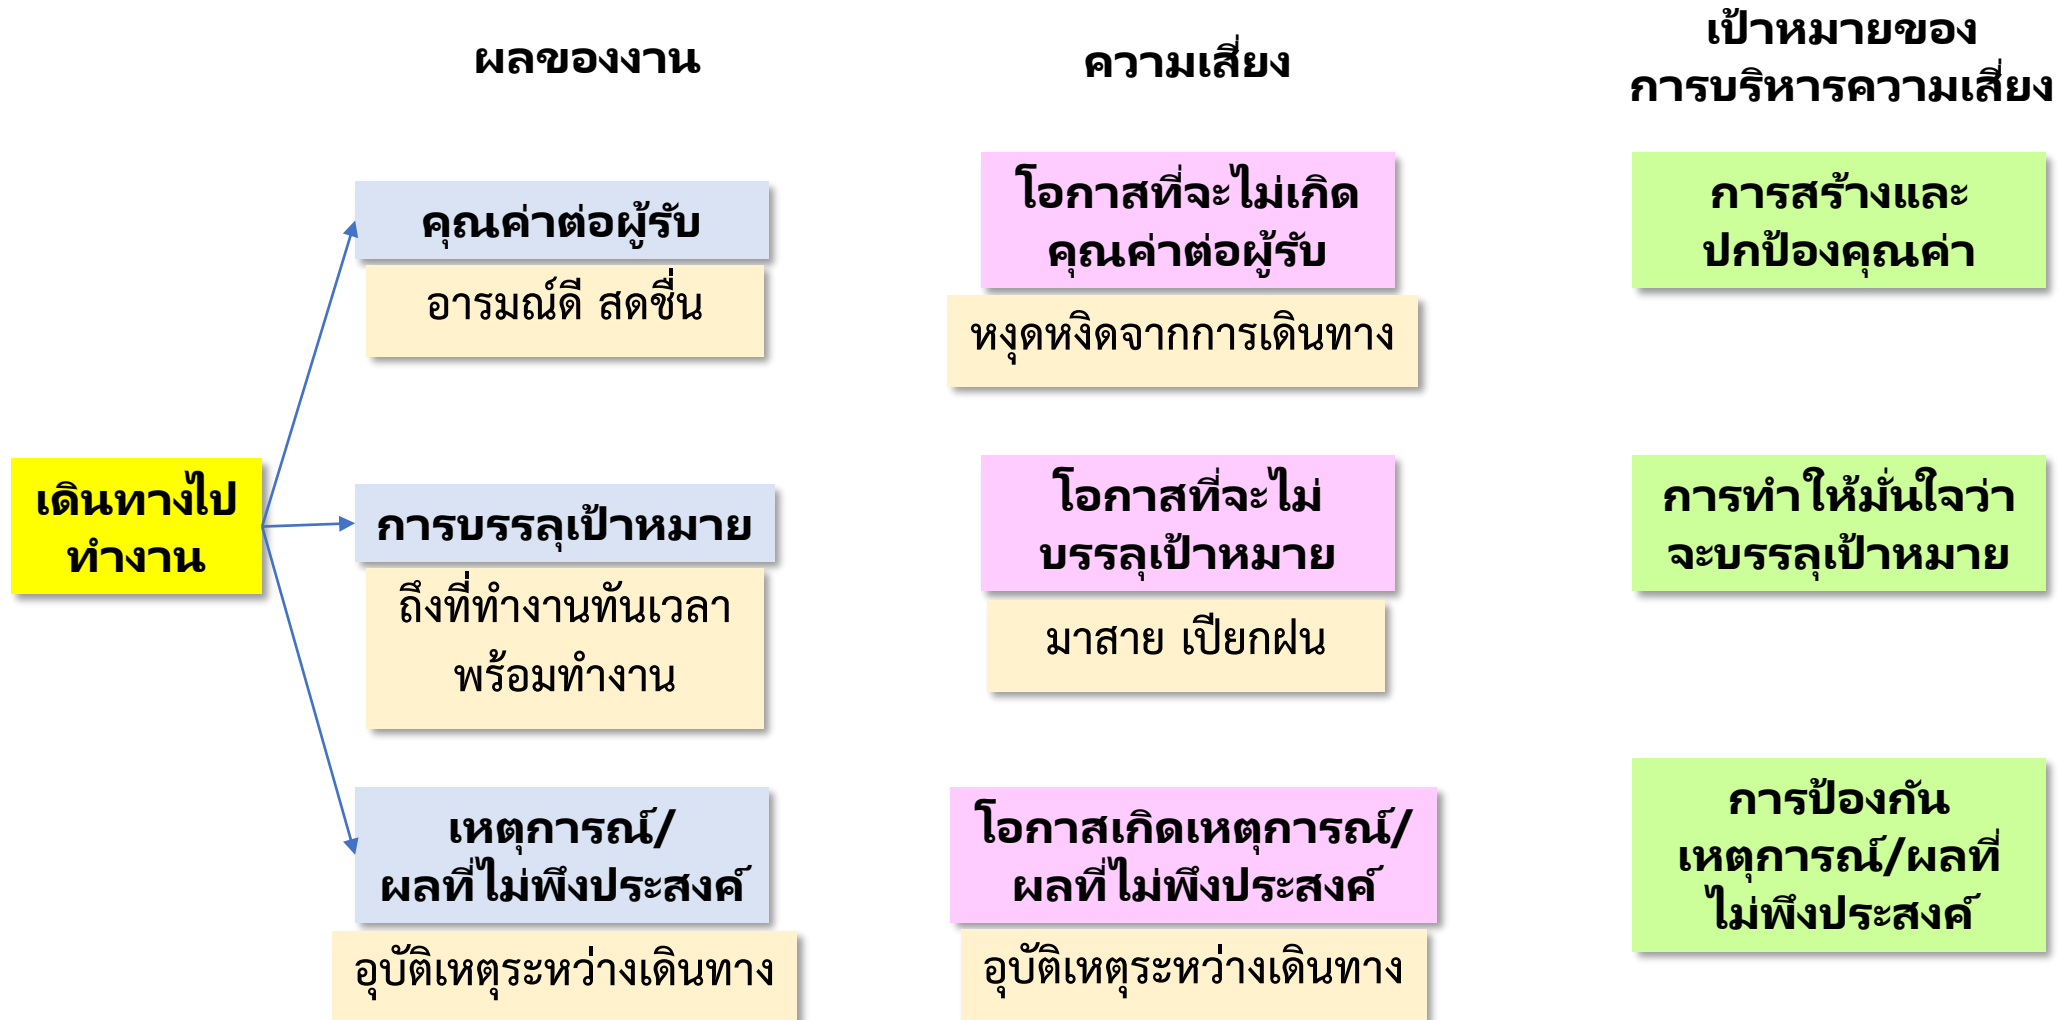 ผลของงาน
ความเสี่ยง
เป้าหมายของ
การบริหารความเสี่ยง
เดินทางไป
ทำงาน
คุณค่าต่อผู้รับ
อารมณ์ดี สดชื่น
โอกาสที่จะไม่เกิด
คุณค่าต่อผู้รับ
หงุดหงิดจากการเดินทาง
การสร้างและ
ปกป้องคุณค่า
การบรรลุเป้าหมาย
ถึงที่ทำงานทันเวลา
พร้อมทำงาน
โอกาสที่จะไม่
บรรลุเป้าหมาย
มาสาย เปียกฝน
การทำให้มั่นใจว่า
จะบรรลุเป้าหมาย
เหตุการณ์/
ผลที่ไม่พึงประสงค์
อุบัติเหตุระหว่างเดินทาง
โอกาสเกิดเหตุการณ์/
ผลที่ไม่พึงประสงค์
อุบัติเหตุระหว่างเดินทาง
การป้องกัน
เหตุการณ์/ผลที่
ไม่พึงประสงค์